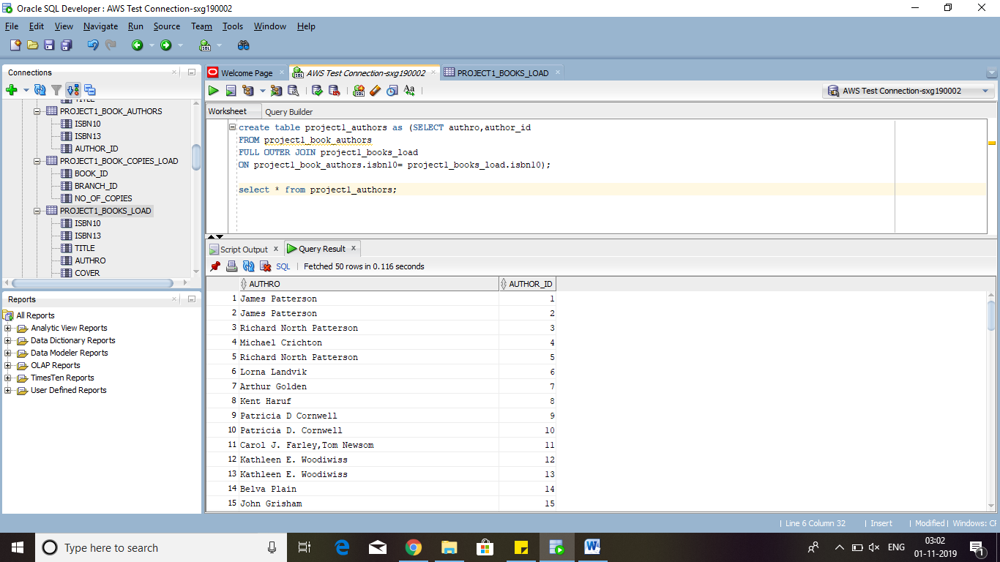 Oracle SQL Developer : AWS Test Connection-sxg190002
File Edit View Navigate Run Source Team Tools Window Help
Connections
TITLE
PROJECT1_BOOK_AUTHORS
ISBN10
ISBN13
AUTHOR_ID
PROJECT1_BOOK_COPIES_LOAD
BOOK_ID
BRANCH_ID
NO_OF_COPIES
PROJECT1_BOOKS_LOAD
ISBN10
ISBN13
TITLE
AUTHRO
COVER
Reports
All Reports
Analytic View Reports
Data Dictionary Reports
Data Modeler Reports
OLAP Reports
TimesTen Reports
User Defined Reports
Welcome Page
AWS Test Connection-sxg190002
PROJECT1_BOOKS_LOAD
AWS Test Connection-sxg190002
Worksheet Query Builder
create table project1_authors as (SELECT authro,author_id
FROM project1_book_authors
FULL OUTER JOIN project1_books_load
ON project1_book_authors.isbn10= project1_books_load.isbn10);
select * from project1_authors;
Script Output x Query Result x
SQL | Fetched 50 rows in 0.116 seconds
AUTHRO AUTHOR_ID
1 James Patterson 1
2 James Patterson 2
3 Richard North Patterson 3
4 Michael Crichton 4
5 Richard North Patterson 5
6 Lorna Landvik 6
7 Arthur Golden 7
8 Kent Haruf 8
9 Patricia D Cornwell 9
10 Patricia D. Cornwell 10
11 Carol J. Farley,Tom Newsom 11
12 Kathleen E. Woodiwiss 12
13 Kathleen E. Woodiwiss 13
14 Belva Plain 14
15 John Grisham 15
| Line 6 Column 32 | Insert | Modified | Windows: CF
Type here to search
ENG
03:02
01-11-2019
1